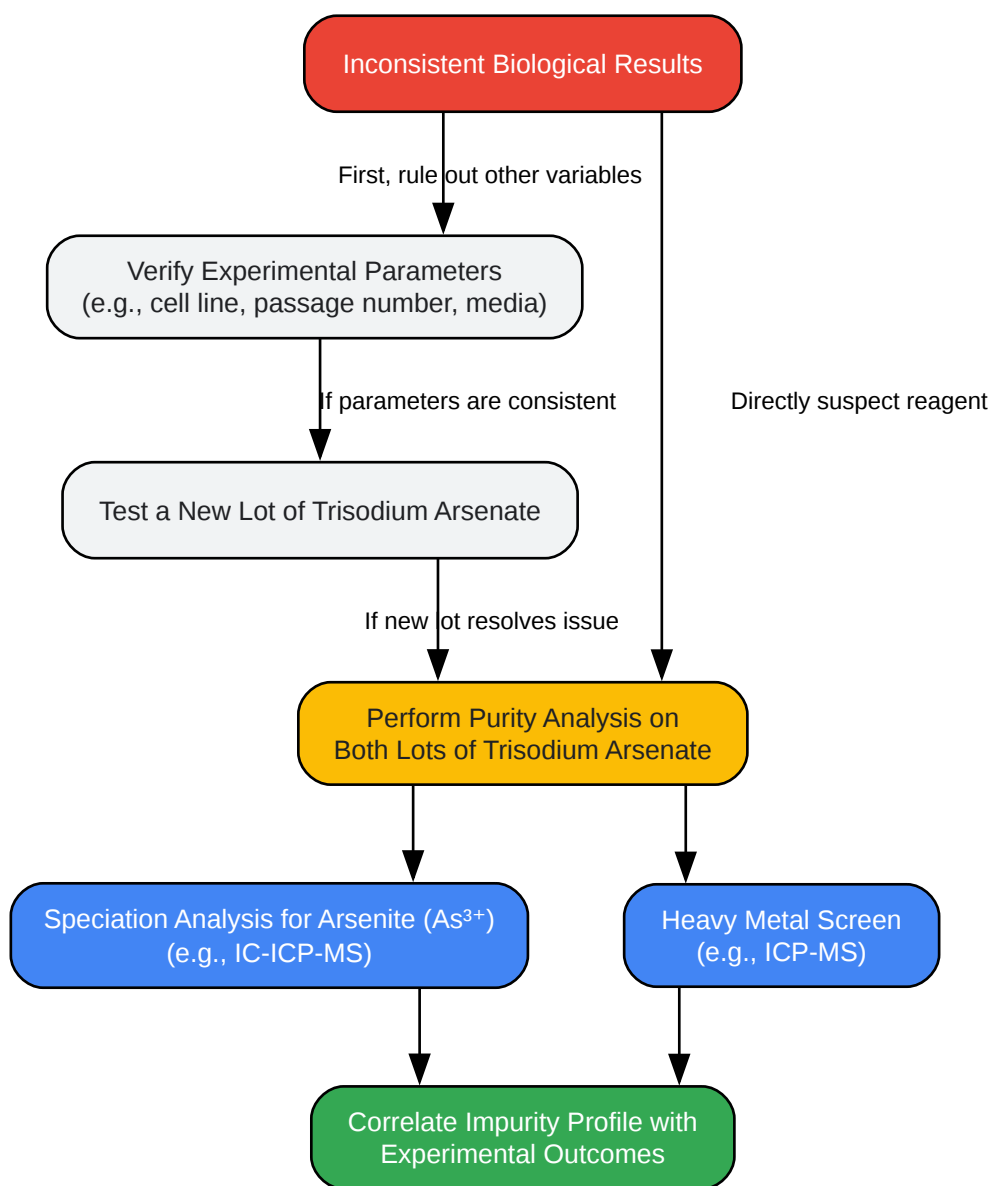 Inconsistent Biological Results
First, rule out other variables
Verify Experimental Parameters
(e.g., cell line, passage number, media)
If parameters are consistent
Directly suspect reagent
Test a New Lot of Trisodium Arsenate
If new lot resolves issue
Perform Purity Analysis on
Both Lots of Trisodium Arsenate
Speciation Analysis for Arsenite (As³⁺)
(e.g., IC-ICP-MS)
Heavy Metal Screen
(e.g., ICP-MS)
Correlate Impurity Profile with
Experimental Outcomes